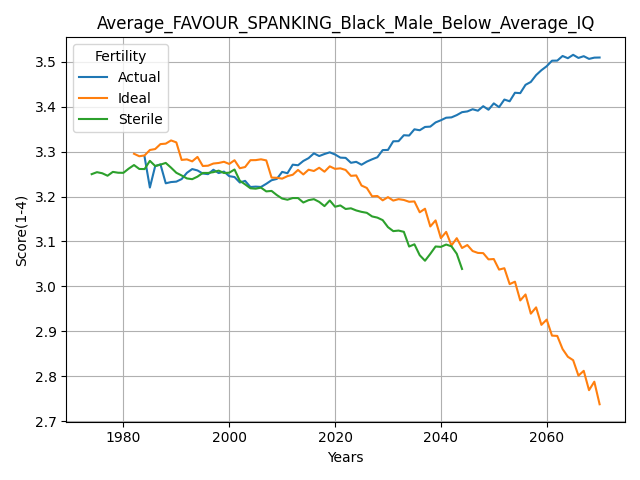 Average_FAVOUR_SPANKING_Black_Male_Below_Average_IQ
Fertility
Actual
Ideal
Sterile
Score(1-4)
3.5
3.4
3.3
3.2
3.1
3.0
2.9
2.8
2.7
1980 2000 2020 2040 2060
Years